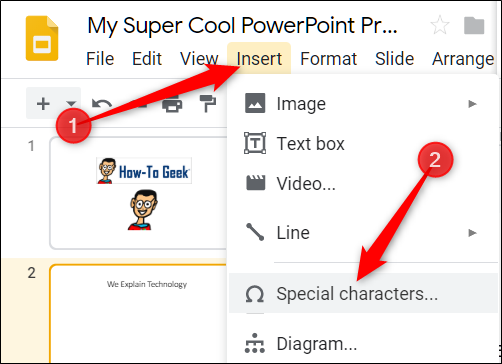 My Super Cool PowerPoint Pr...
File Edit View Insert Format Slide Arrange
1
Image
Text box
2
Video...
1
How-To Geek
Line
2
We Explain Technology
Special characters...
Diagram...